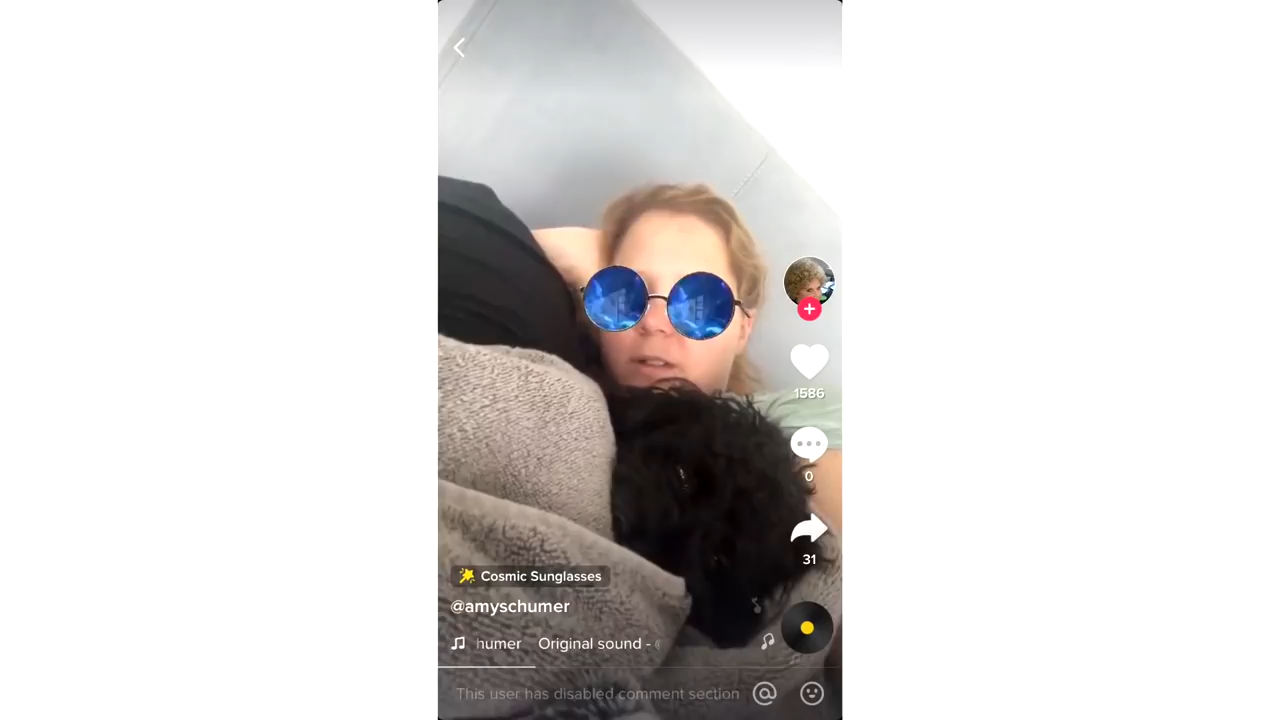 1586
0
31
Cosmic Sunglasses
@amyschumer
humer Original sound -
This user has disabled comment section